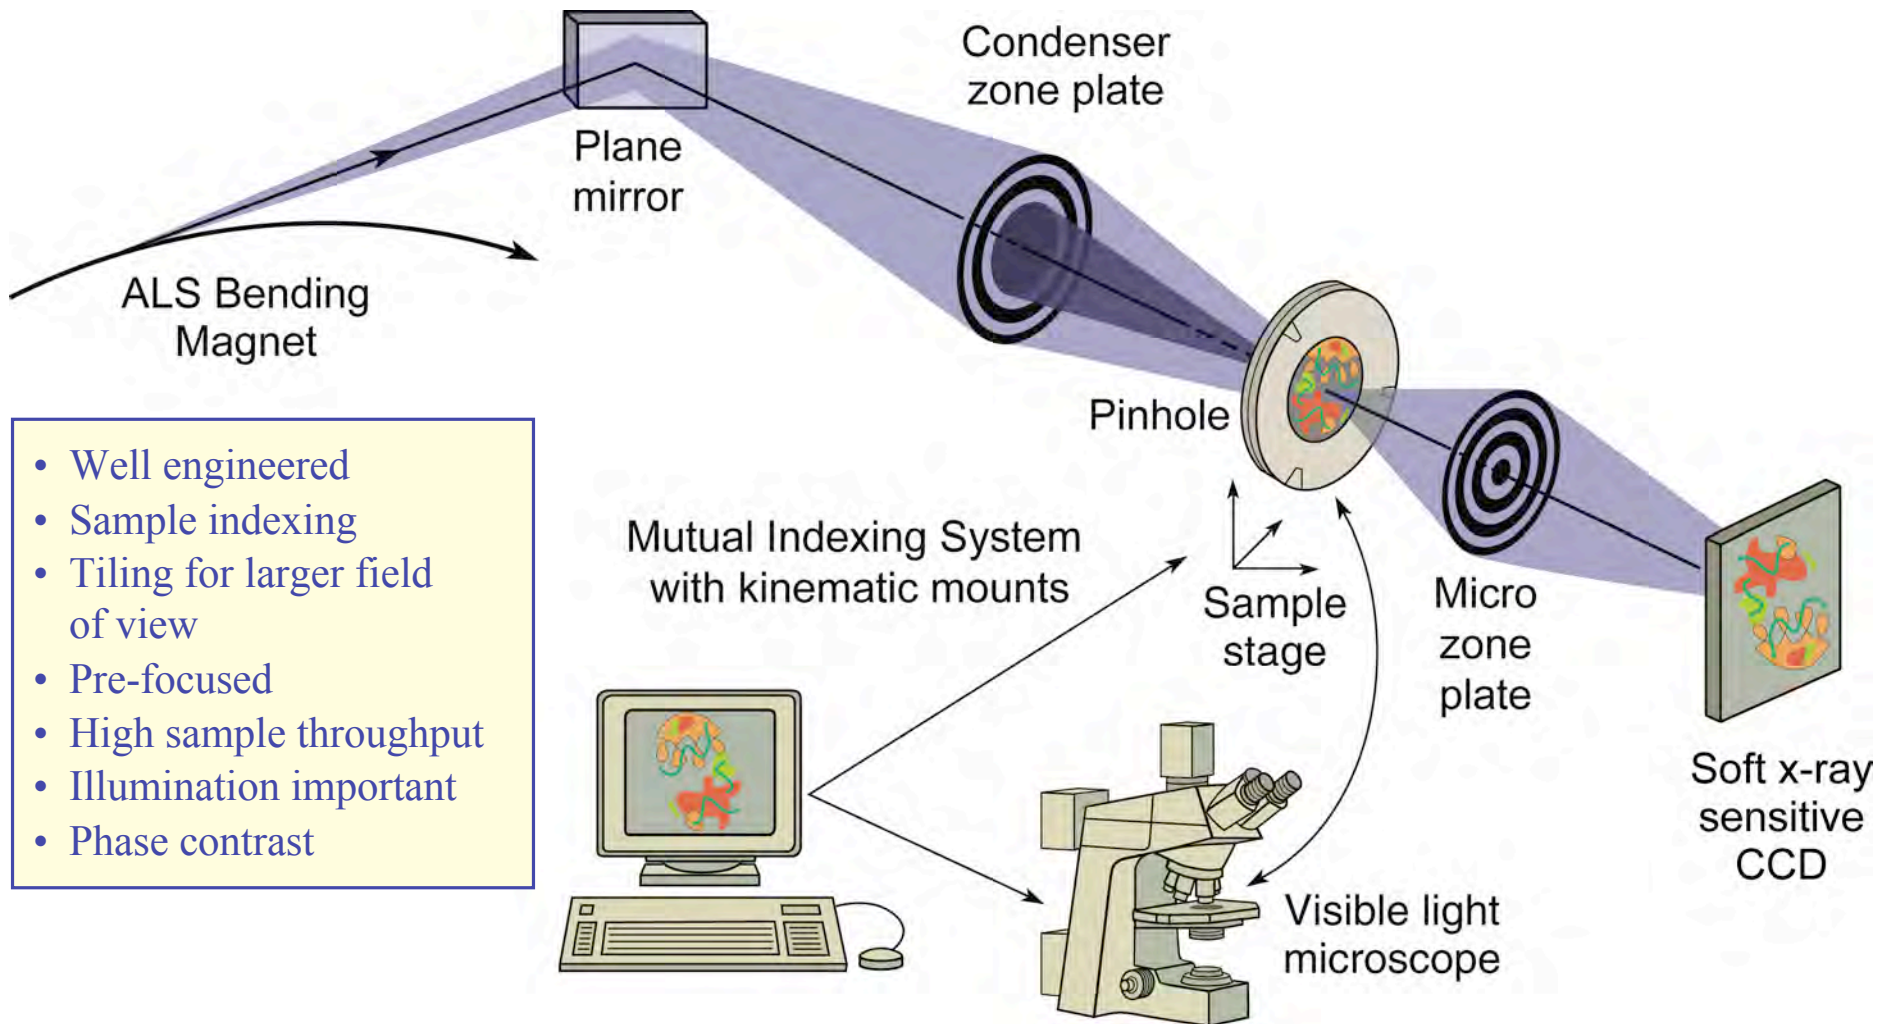 Condenser
zone plate
Plane
mirror
ALS Bending
Magnet
Pinhole
• Well engineered
• Sample indexing
• Tiling for larger field
of view
• Pre-focused
• High sample throughput
• Illumination important
• Phase contrast
Mutual Indexing System
with kinematic mounts
Sample
stage
Micro
zone
plate
Soft x-ray
sensitive
CCD
Visible light
microscope